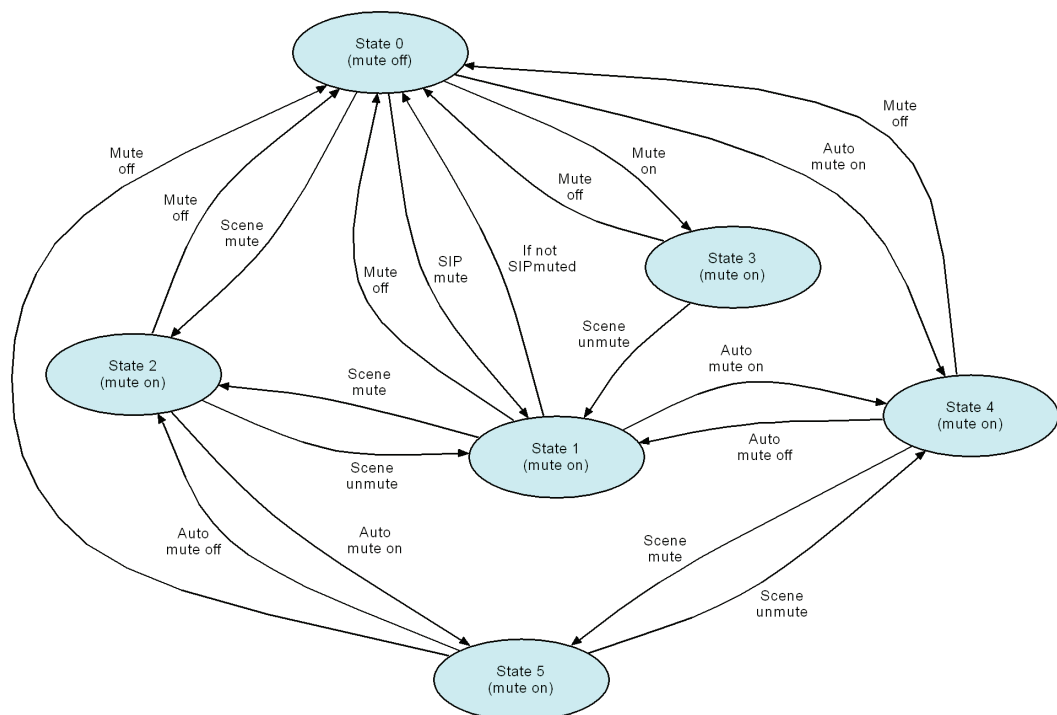 State 0
(mute off)
Mute
off
Mute
off
Auto
mute on
Mute
on
Mute
off
Mute
off
Scene
mute
Mute
off
SIP
mute
If not
SIPmuted
State 3
(mute on)
Scene
unmute
State 2
(mute on)
Scene
mute
Auto
mute on
State 4
(mute on)
State 1
(mute on)
Auto
mute off
Scene
unmute
Auto
mute off
Auto
mute on
Scene
mute
Scene
unmute
State 5
(mute on)